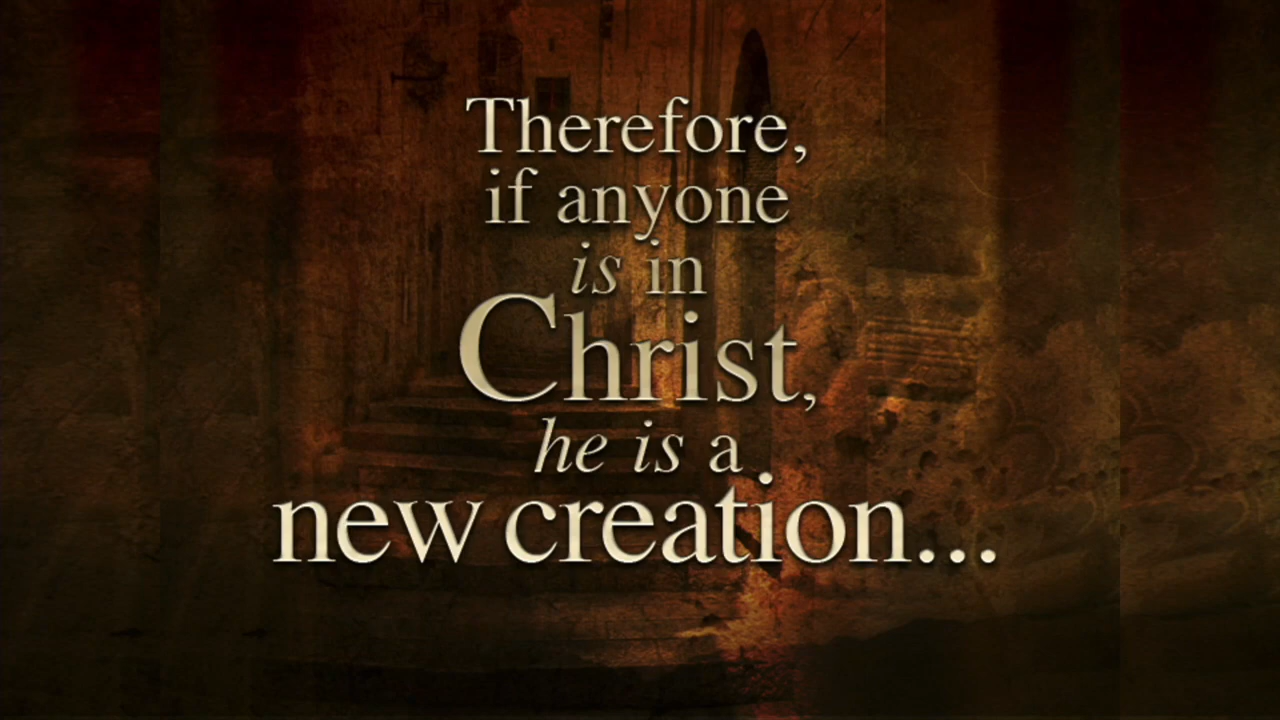 Therefore,
if anyone
is in
Christ,
he is a
new creation...